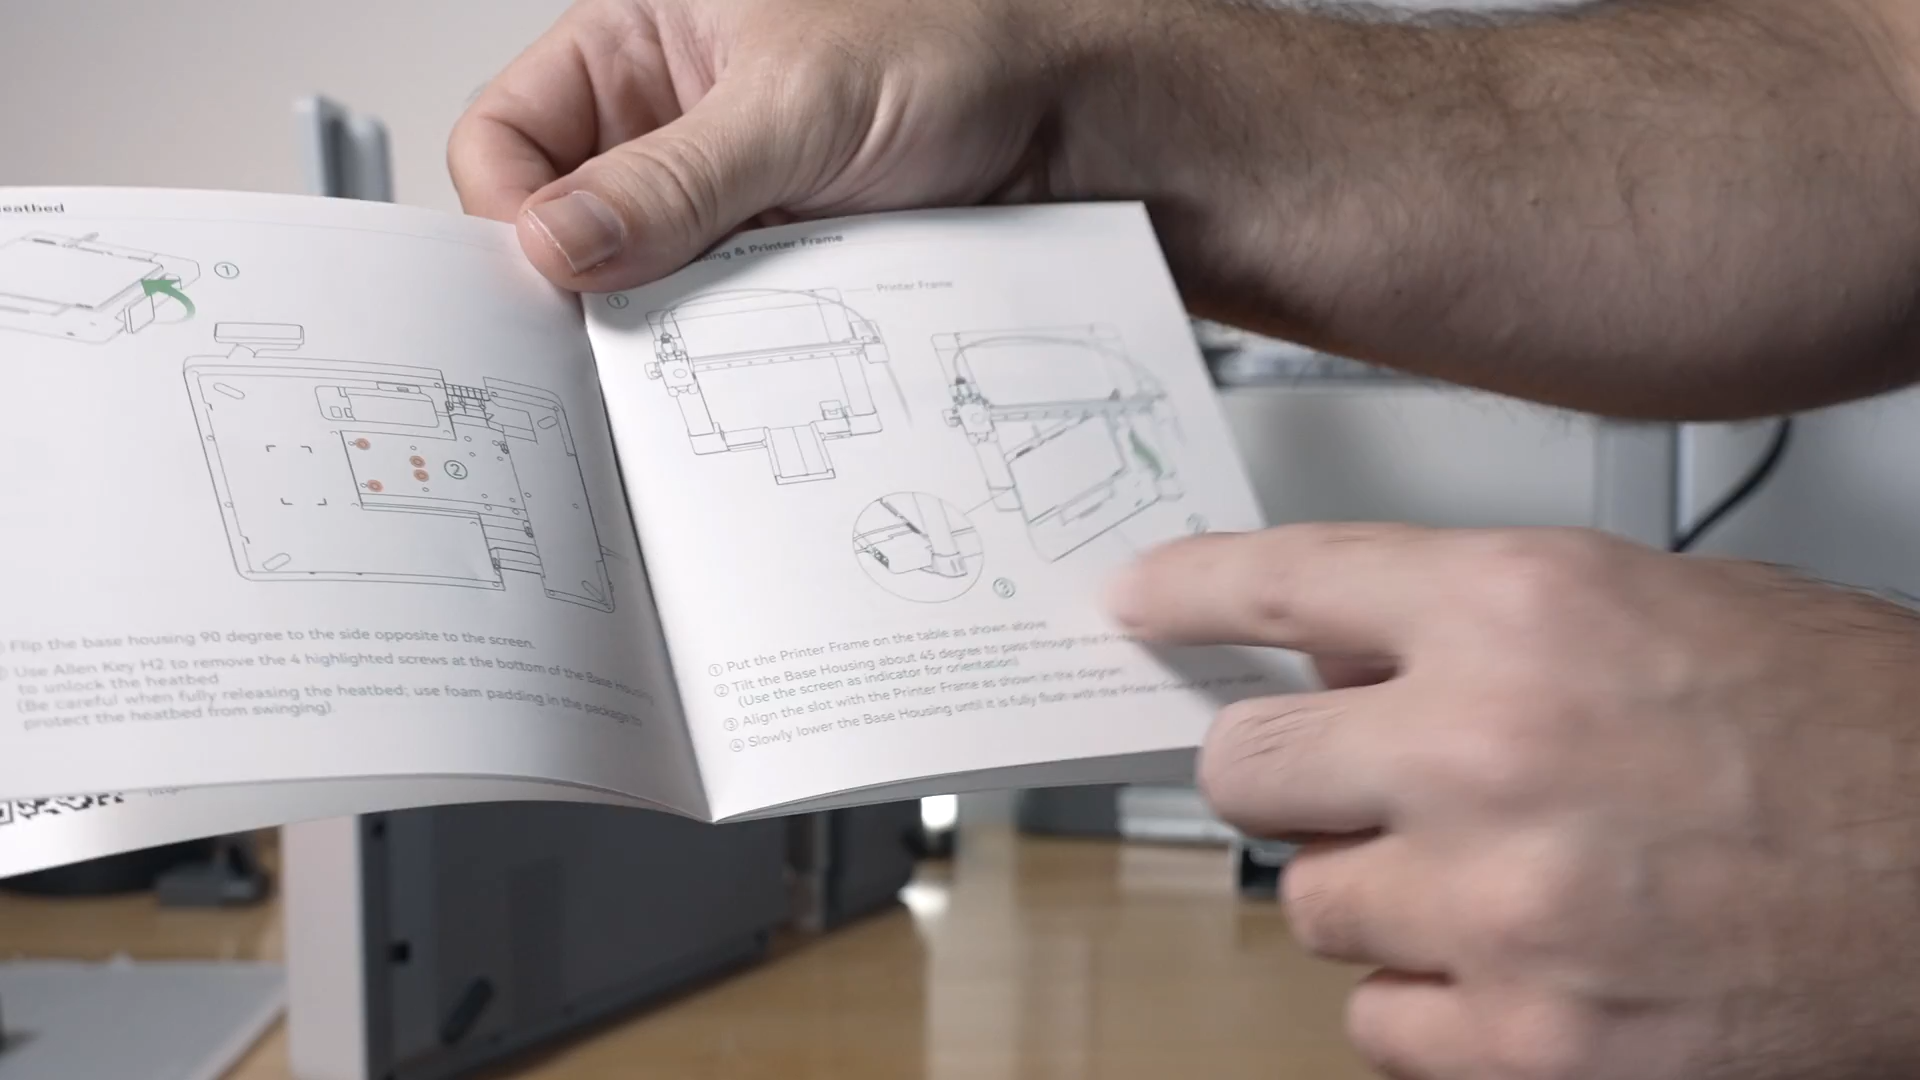 eatbed
①
②
Flip the base housing 90 degree to the side opposite to the screen.
Use Allen Key H2 to remove the 4 highlighted screws at the bottom of the Base Housing
to unlock the heatbed
(Be careful when fully releasing the heatbed; use foam padding in the package to
protect the heatbed from swinging).
sing & Printer Frame
①
Printer Frame
②
③
① Put the Printer Frame on the table as shown above
② Tilt the Base Housing about 45 degree to pass through the
(Use the screen as indicator for orientation)
③ Align the slot with the Printer Frame as shown in the diagram.
④ Slowly lower the Base Housing until it is fully flush with the Printer Frame